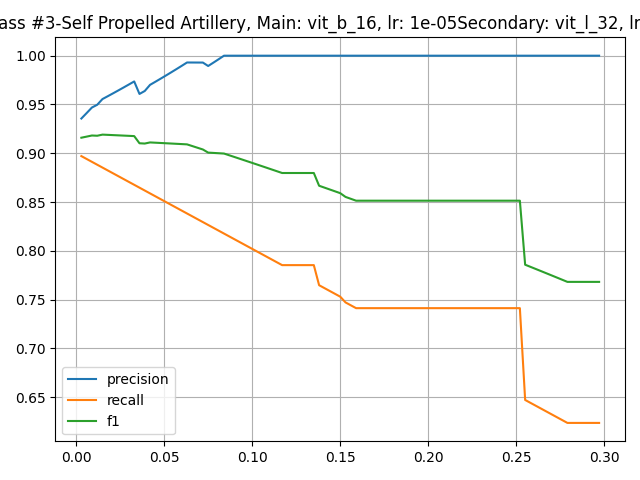 ass #3-Self Propelled Artillery, Main: vit_b_16, lr: 1e-05Secondary: vit_l_32, lr
1.00
0.95
0.90
0.85
0.80
0.75
0.70
0.65
precision
recall
f1
0.00 0.05 0.10 0.15 0.20 0.25 0.30